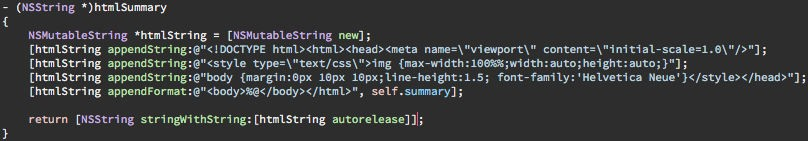 - (NSString *)htmlSummary
{
    NSMutableString *htmlString = [NSMutableString new];
    [htmlString appendString:@"<!DOCTYPE html><html><head><meta name=\"viewport\" content=\"initial-scale=1.0\"/>"];
    [htmlString appendString:@"<style type=\"text/css\">img {max-width:100%%;width:auto;height:auto;}"];
    [htmlString appendString:@"body {margin:0px 10px 10px;line-height:1.5; font-family:'Helvetica Neue'}</style></head>"];
    [htmlString appendFormat:@"<body>%@</body></html>", self.summary];

    return [NSString stringWithString:[htmlString autorelease]];
}